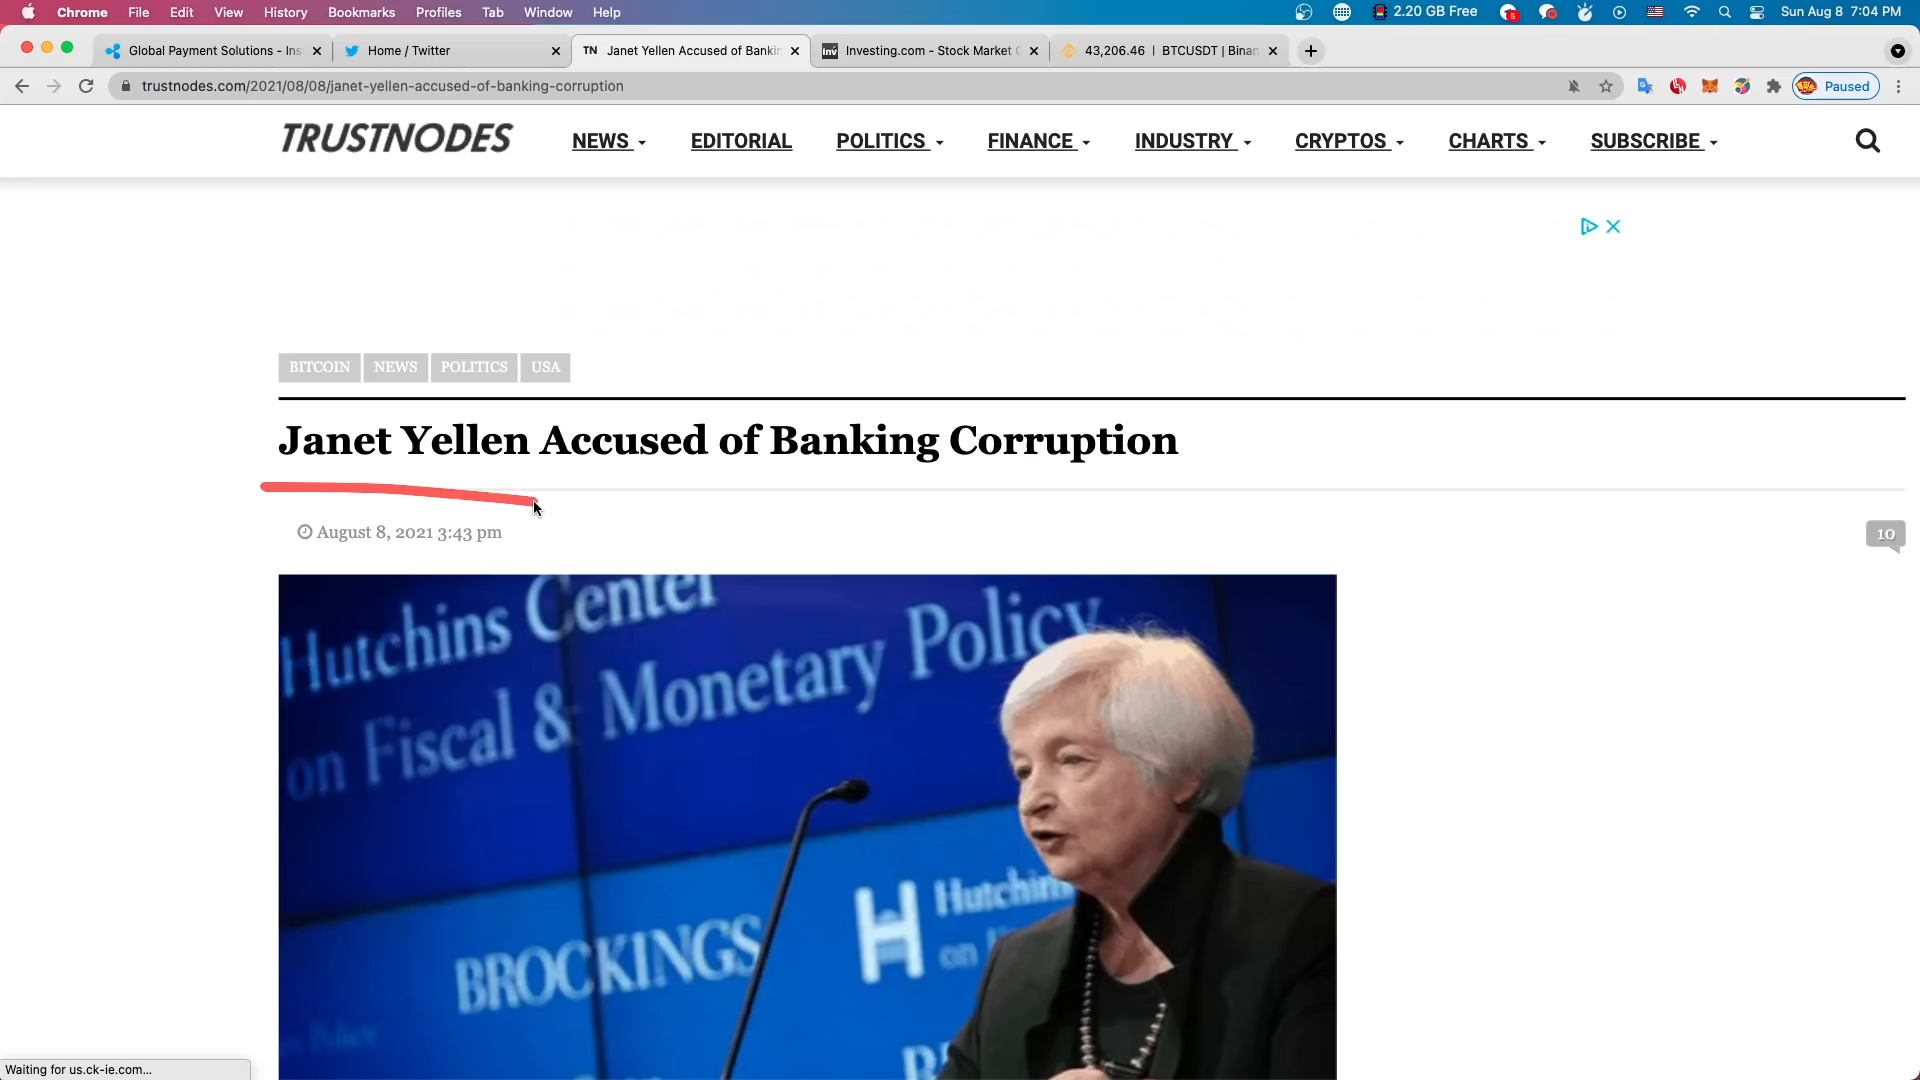 Chrome File Edit View History Bookmarks Profiles Tab Window Help 2.20 GB Free Sun Aug 8 7:04 PM
Global Payment Solutions - Ins Home / Twitter TN Janet Yellen Accused of Bankin Inv Investing.com - Stock Market 43,206.46 | BTCUSDT | Binan
trustnodes.com/2021/08/08/janet-yellen-accused-of-banking-corruption Paused
TRUSTNODES NEWS EDITORIAL POLITICS FINANCE INDUSTRY CRYPTOS CHARTS SUBSCRIBE
BITCOIN NEWS POLITICS USA
Janet Yellen Accused of Banking Corruption
August 8, 2021 3:43 pm 10
Hutchins Center
on Fiscal & Monetary Policy
H Hutchins
on
BROCKINGS
Waiting for us.ck-ie.com...